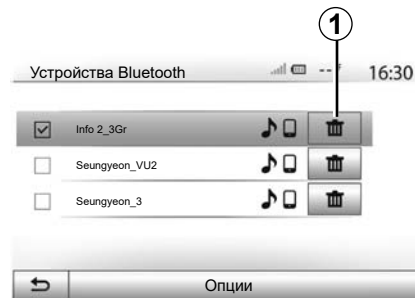 1
Устройства Bluetooth -- ° 16:30
Info 2_3Gr
Seungyeon_VU2
Seungyeon_3
Опции